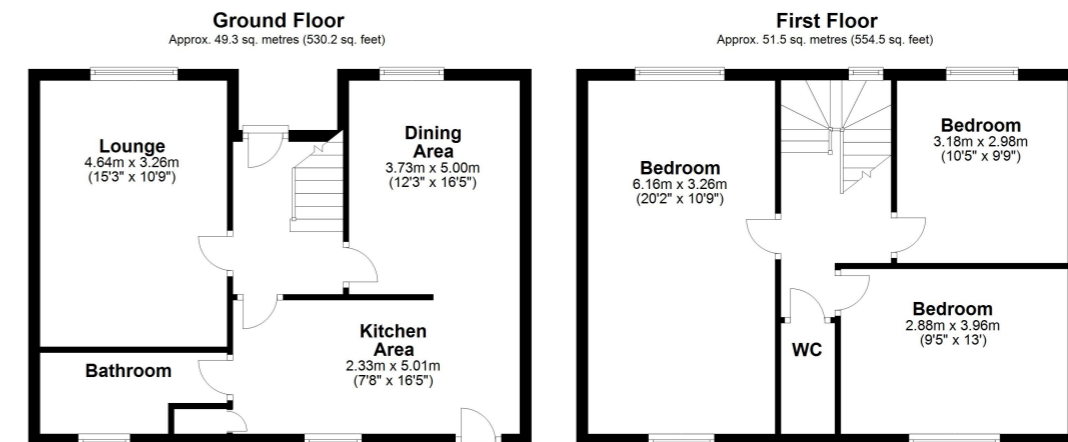 Ground Floor
Approx. 49.3 sq. metres (530.2 sq. feet)
Lounge
4.64m x 3.26m
(15'3" x 10'9")
Dining
Area
3.73m x 5.00m
(12'3" x 16'5")
Kitchen
Area
2.33m x 5.01m
(7'8" x 16'5")
Bathroom
First Floor
Approx. 51.5 sq. metres (554.5 sq. feet)
Bedroom
6.16m x 3.26m
(20'2" x 10'9")
Bedroom
3.18m x 2.98m
(10'5" x 9'9")
Bedroom
2.88m x 3.96m
(9'5" x 13')
WC